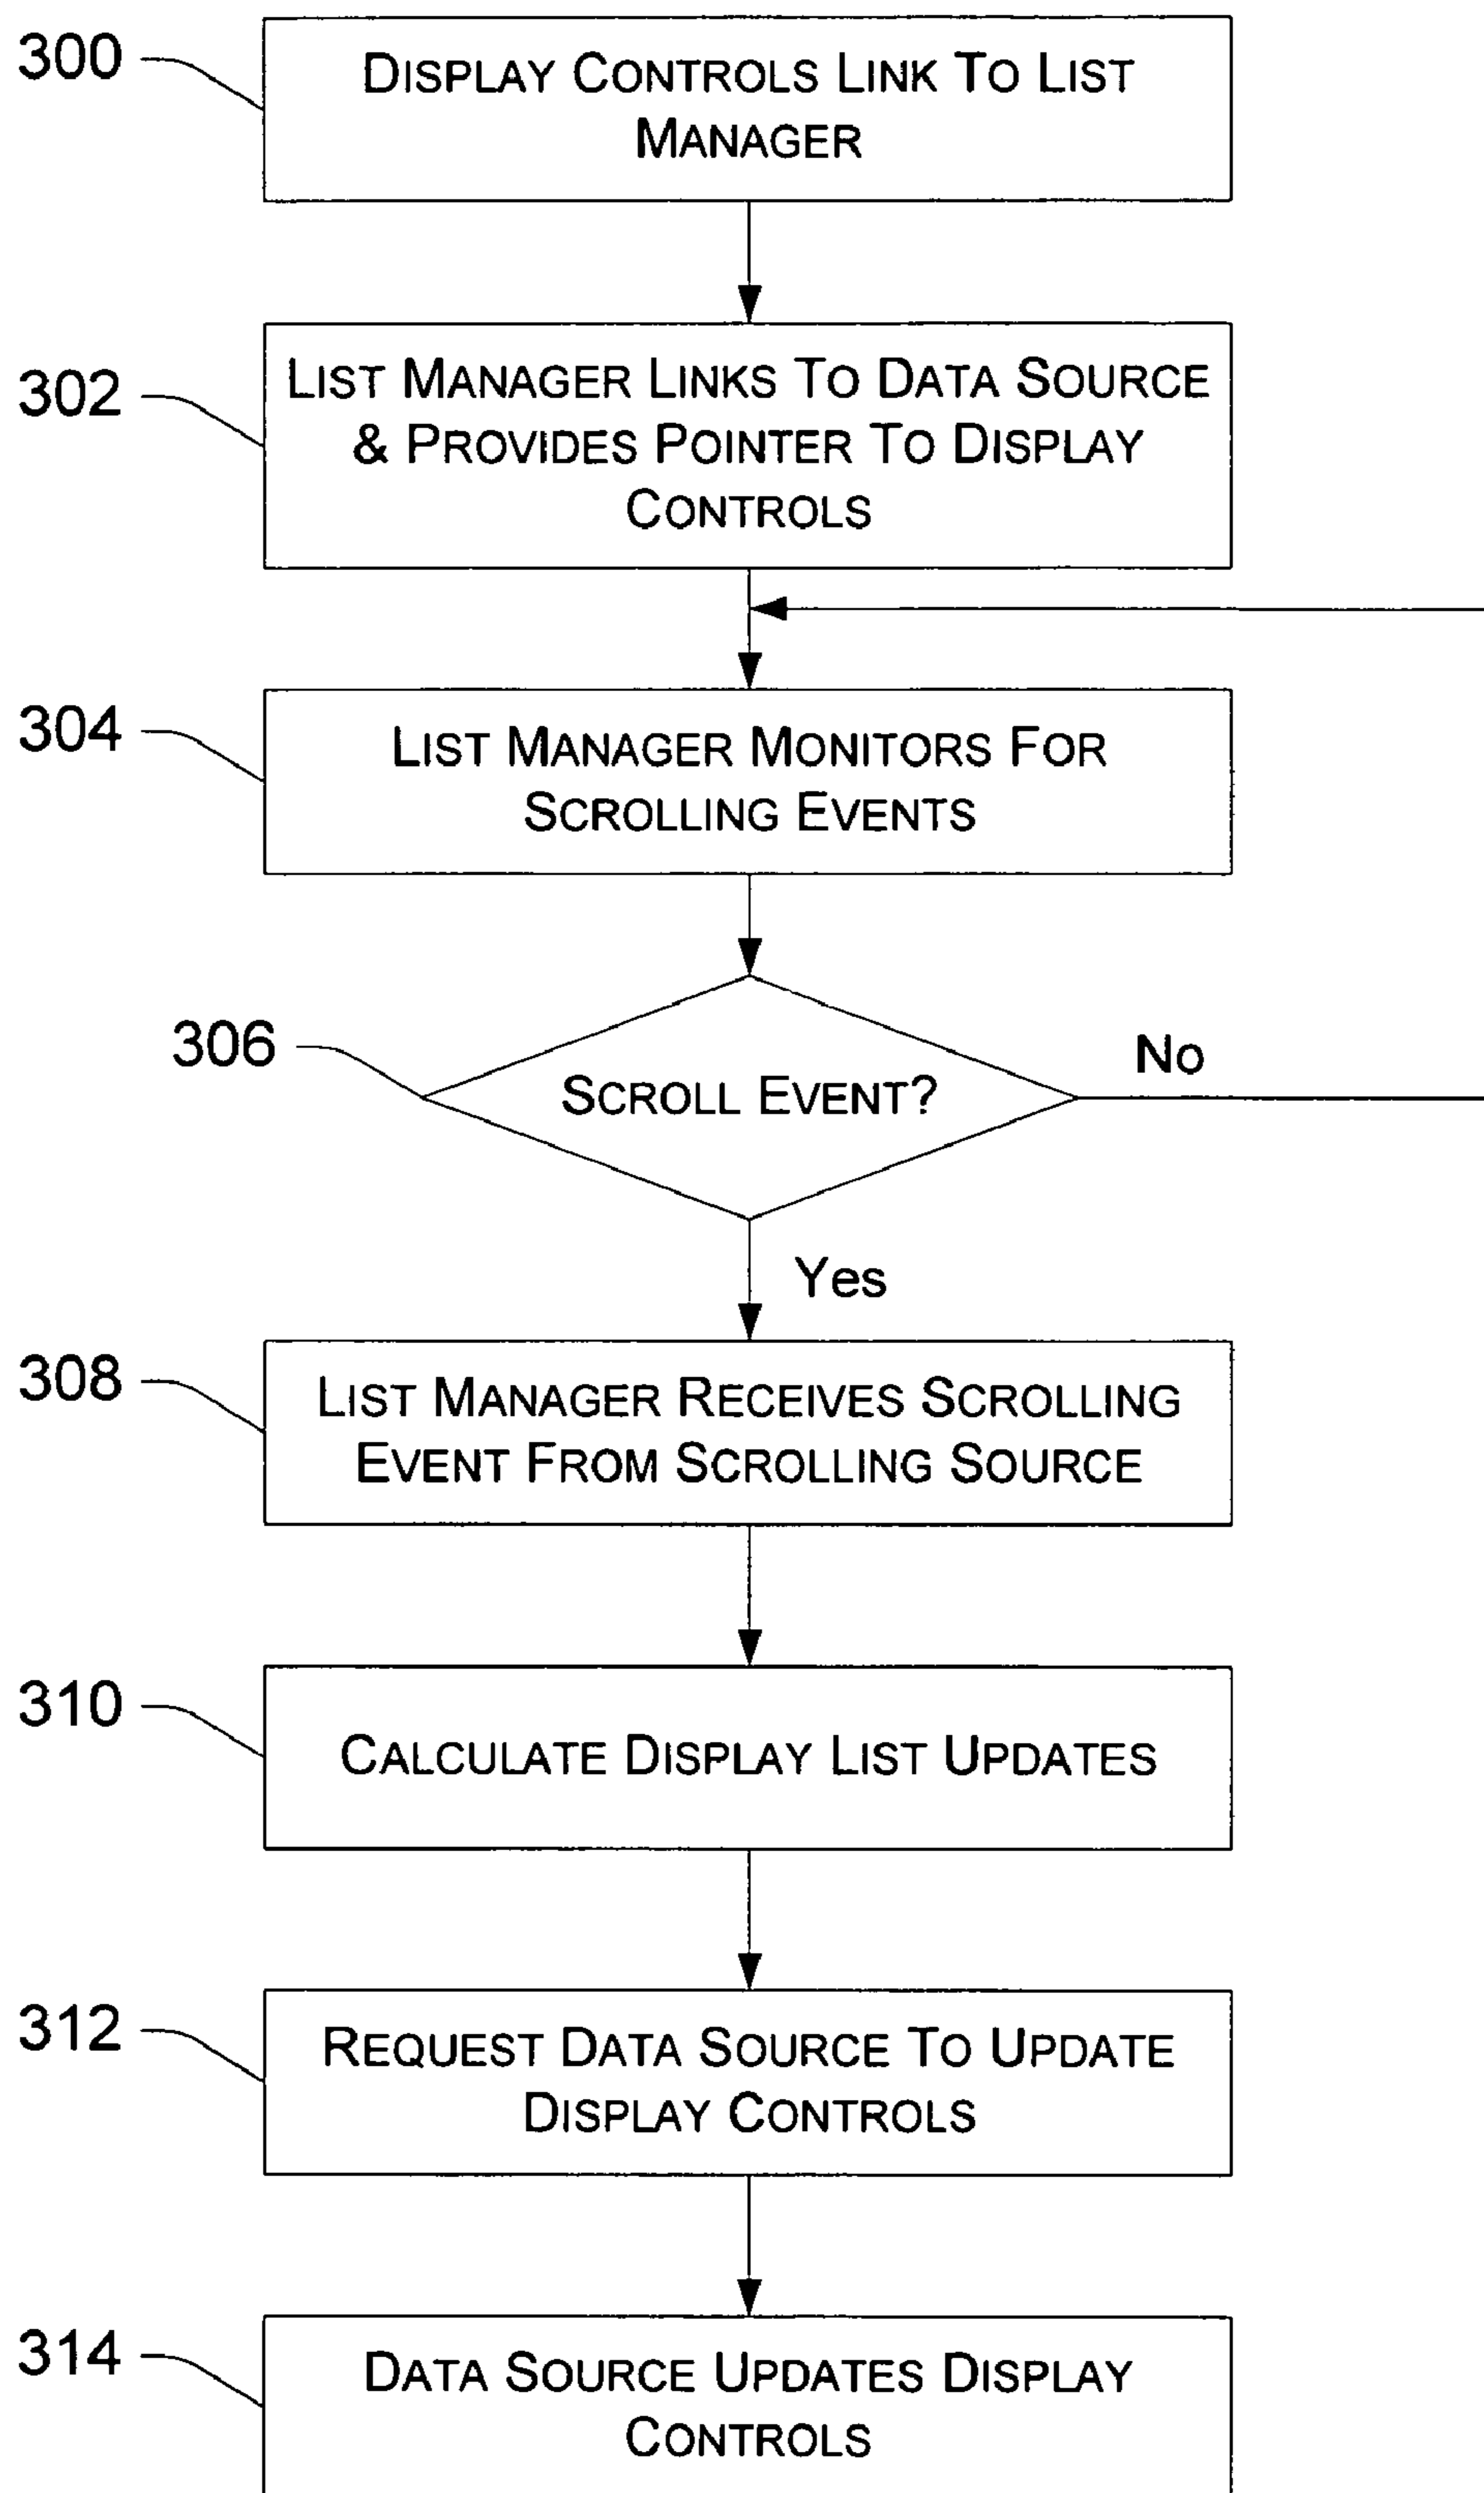 300
DISPLAY CONTROLS LINK TO LIST
MANAGER
302
LIST MANAGER LINKS TO DATA SOURCE
& PROVIDES POINTER TO DISPLAY
CONTROLS
304
LIST MANAGER MONITORS FOR
SCROLLING EVENTS
306
SCROLL EVENT?
NO
Yes
308
LIST MANAGER RECEIVES SCROLLING
EVENT FROM SCROLLING SOURCE
310
CALCULATE DISPLAY LIST UPDATES
312
REQUEST DATA SOURCE TO UPDATE
DISPLAY CONTROLS
314
DATA SOURCE UPDATES DISPLAY
CONTROLS